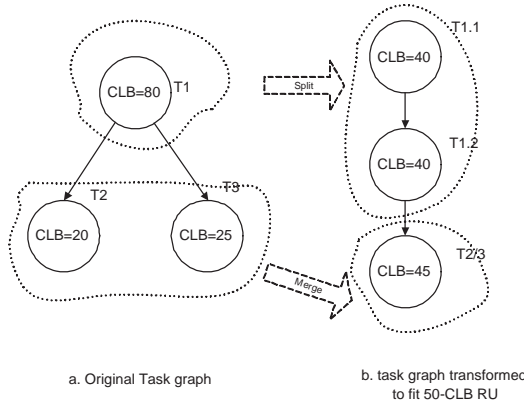 T1.1
CLB=40
CLB=80
T1
Split
T1.2
CLB=40
T2
T3
CLB=20
CLB=25
T2/3
CLB=45
Merge
a. Original Task graph
b. task graph transformed
to fit 50-CLB RU